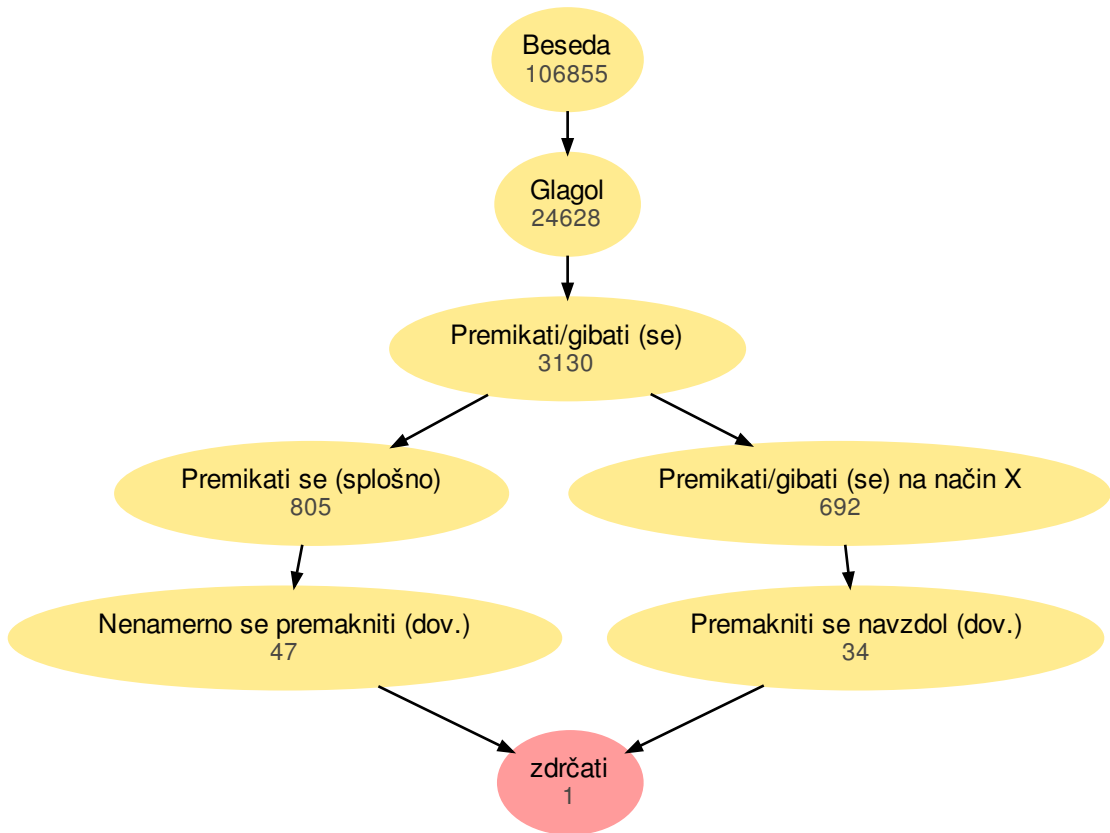 Beseda
106855
Glagol
24628
Premikati/gibati (se)
3130
Premikati se (splošno)
805
Premikati/gibati (se) na način X
692
Nenamerno se premakniti (dov.)
47
Premakniti se navzdol (dov.)
34
zdrčati
1